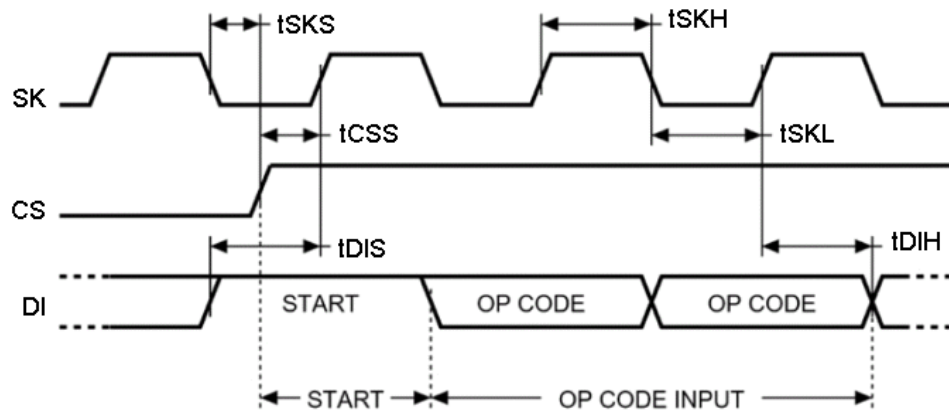 tSKS
tSKH
SK
tCSS
tSKL
CS
tDIS
tDIH
DI
START
OP CODE
OP CODE
START
OP CODE INPUT